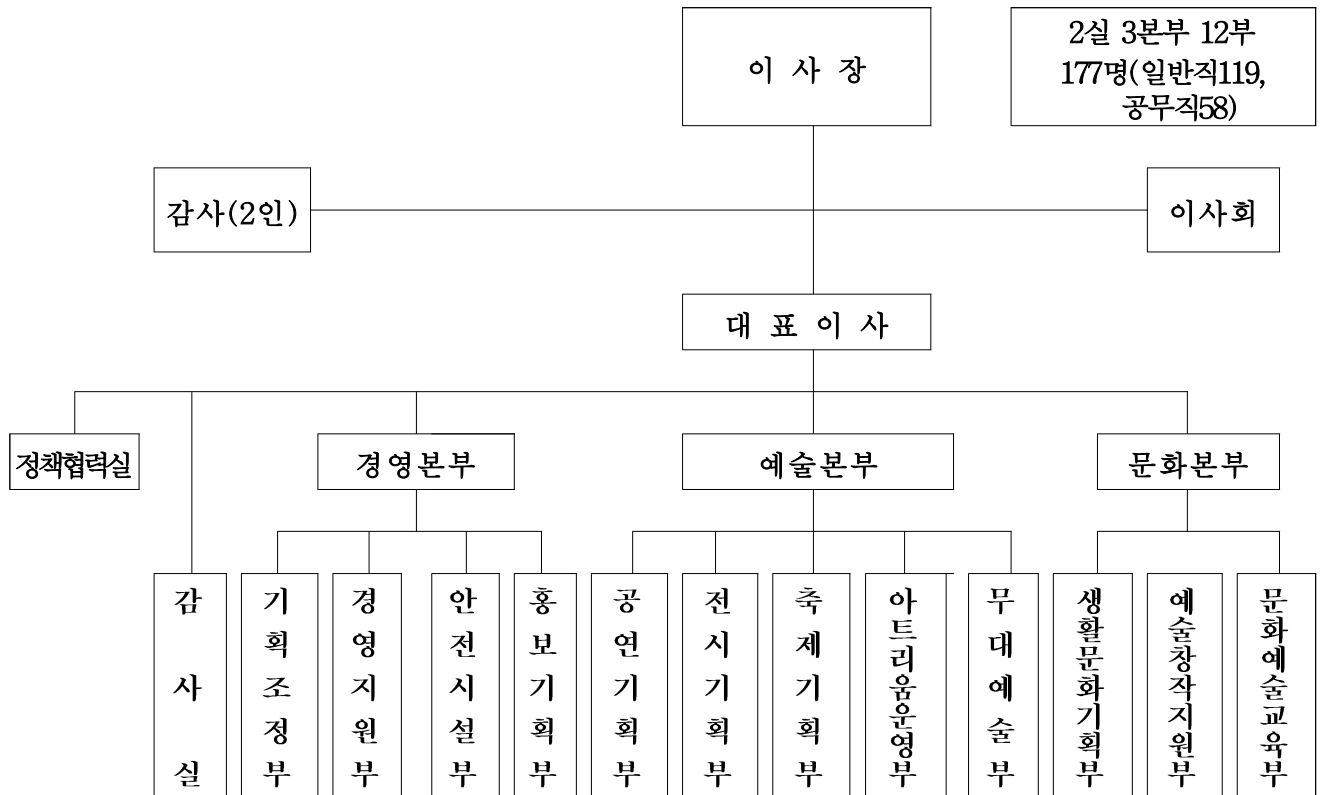 이 사 장
2실 3본부 12부
177명(일반직119,
공무직58)
감사(2인)
이사회
대 표 이 사
정책협력실
경영본부
예술본부
문화본부
감사실
기획조정부
경영지원부
안전시설부
홍보기획부
공연기획부
전시기획부
축제기획부
아트리움운영부
무대예술부
생활문화기획부
예술창작지원부
문화예술교육부